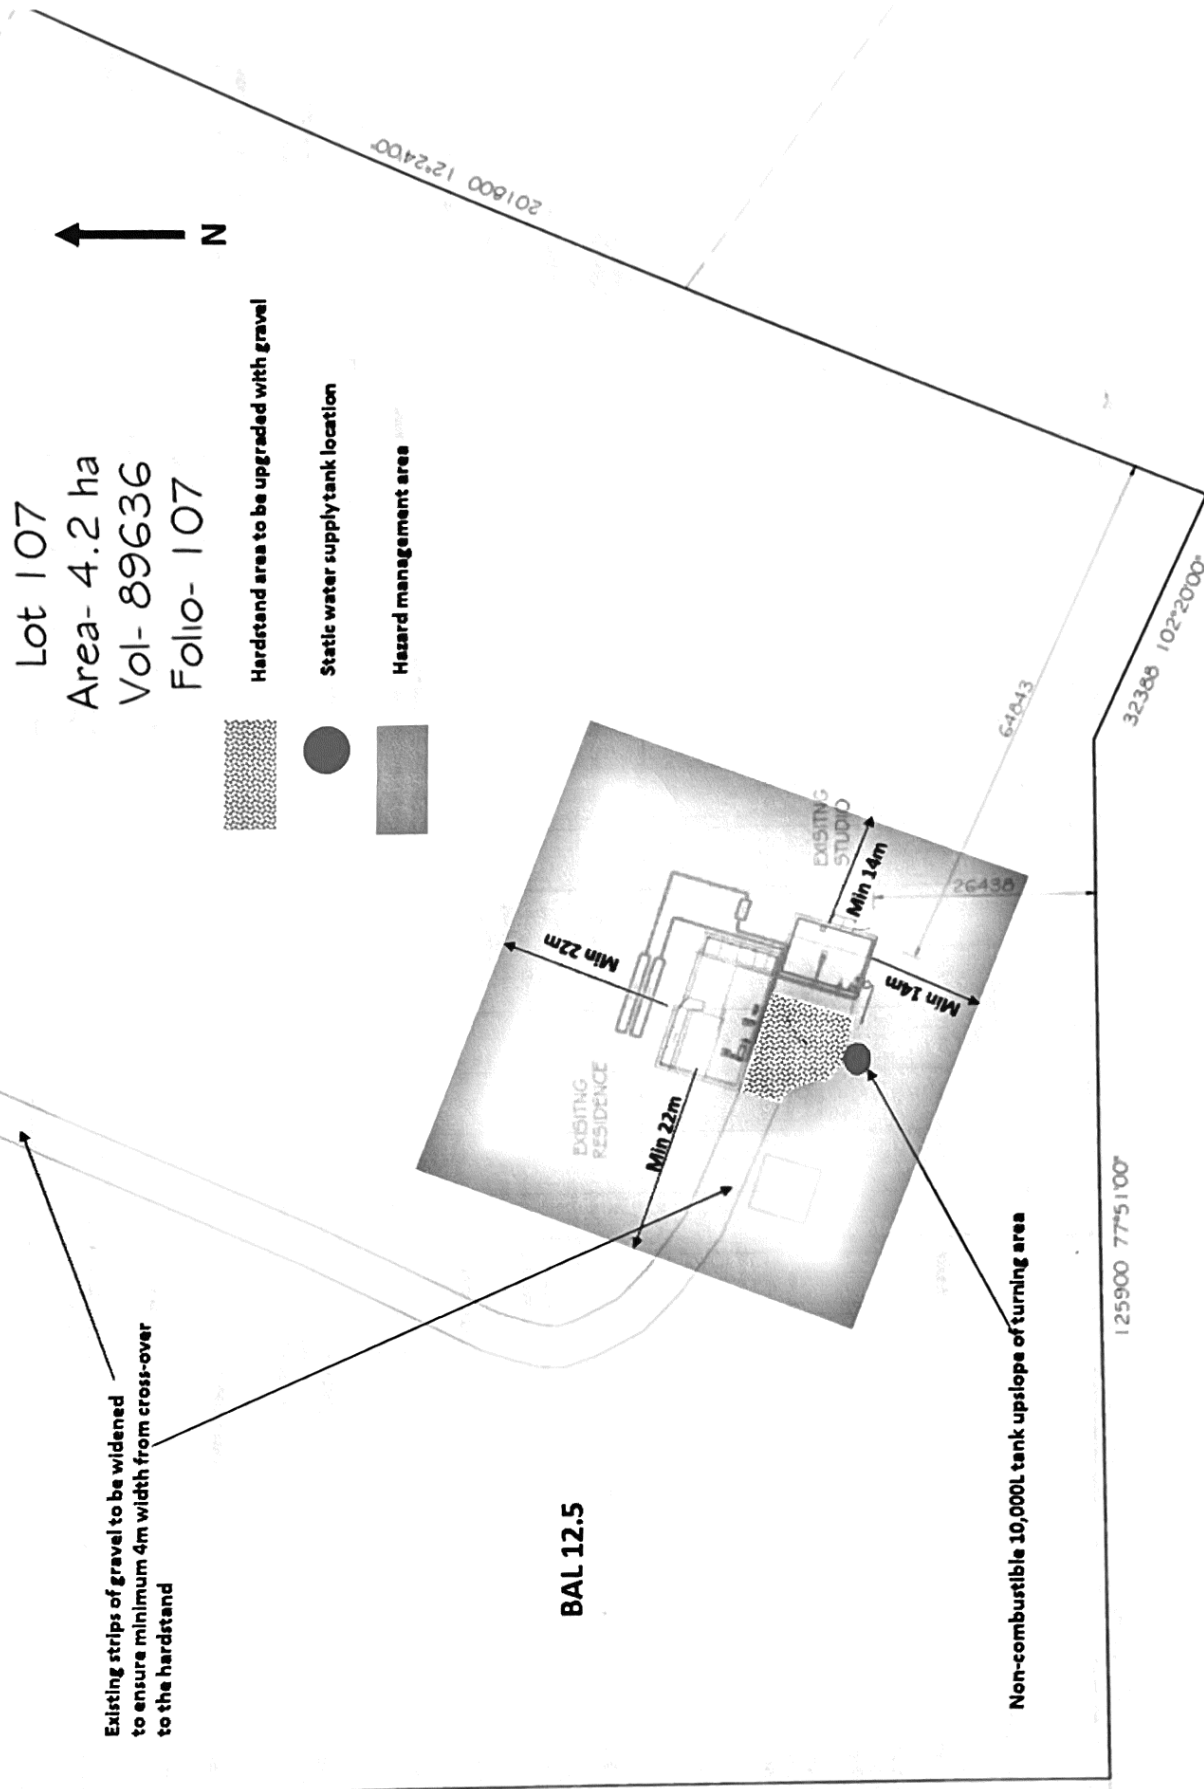 Lot 107
Area- 4.2 ha
Vol- 89636
Folio- 107
N
Hardstand area to be upgraded with gravel
Static water supply tank location
Hazard management area
201800 12°24'00"
Existing strips of gravel to be widened
to ensure minimum 4m width from cross-over
to the hardstand
Min 22m
EXISITNG
RESIDENCE
Min 22m
EXISITNG
STUDIO
Min 14m
Min 14m
26438
64843
32388 102°20'00"
BAL 12.5
Non-combustible 10,000L tank upslope of turning area
125900 77°51'00"